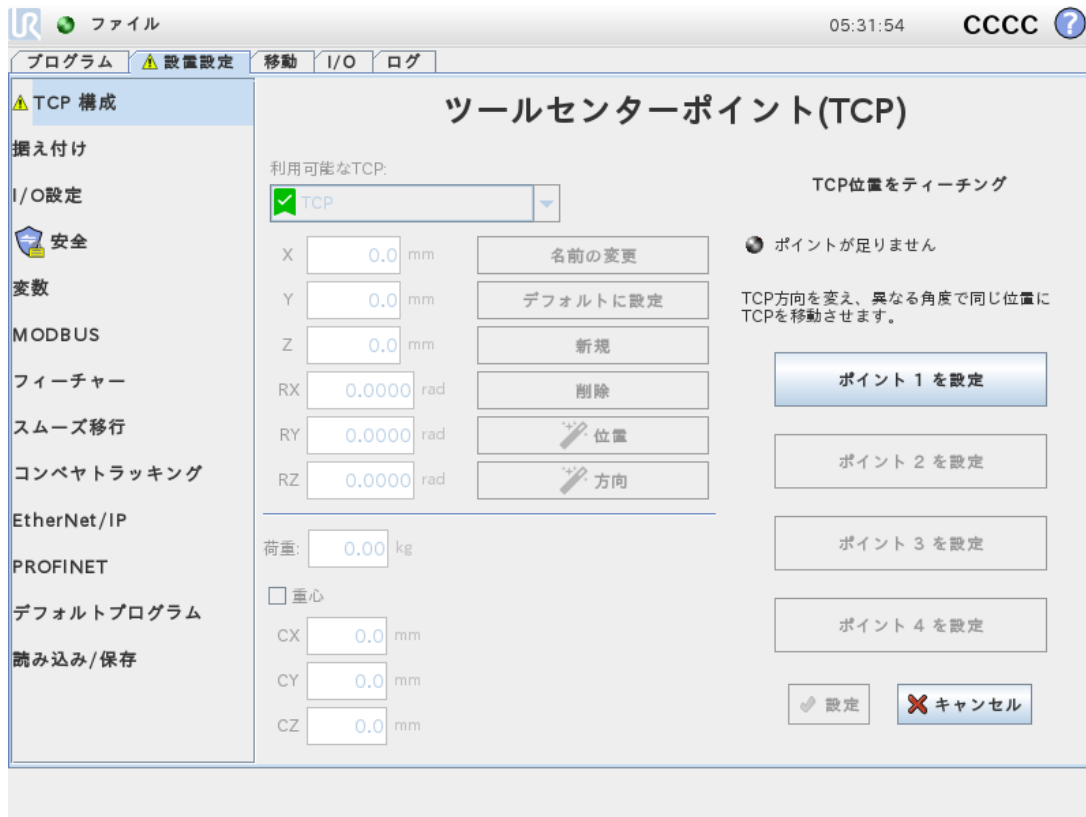 UR ファイル 05:31:54 CCCC ?
プログラム 設置設定 移動 I/O ログ
TCP 構成
据え付け
I/O設定
安全
変数
MODBUS
フィーチャー
スムーズ移行
コンベヤトラッキング
EtherNet/IP
PROFINET
デフォルトプログラム
読み込み/保存
ツールセンターポイント(TCP)
利用可能なTCP:
TCP
X 0.0 mm 名前の変更
Y 0.0 mm デフォルトに設定
Z 0.0 mm 新規
RX 0.0000 rad 削除
RY 0.0000 rad 位置
RZ 0.0000 rad 方向
荷重: 0.00 kg
重心
CX 0.0 mm
CY 0.0 mm
CZ 0.0 mm
TCP位置をティーチング
ポイントが足りません
TCP方向を変え、異なる角度で同じ位置に
TCPを移動させます。
ポイント 1 を設定
ポイント 2 を設定
ポイント 3 を設定
ポイント 4 を設定
設定 キャンセル